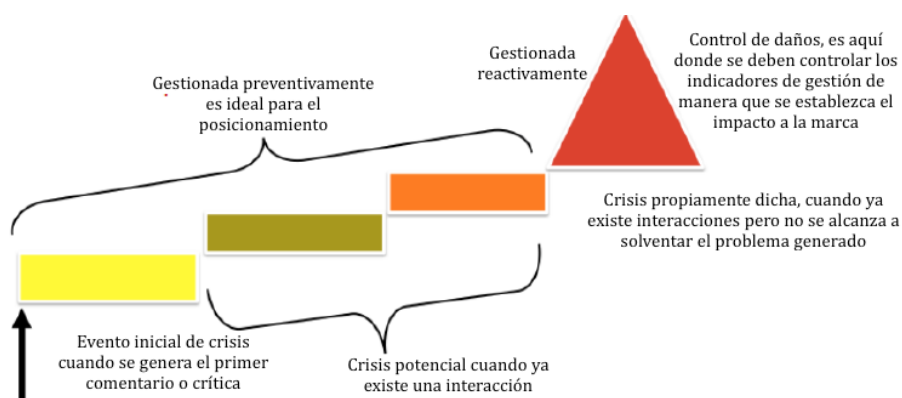 Gestionada preventivamente
es ideal para el
posicionamiento
Gestionada
reactivamente
Control de daños, es aquí
donde se deben controlar los
indicadores de gestión de
manera que se establezca el
impacto a la marca
Crisis propiamente dicha, cuando ya
existe interacciones pero no se alcanza a
solventar el problema generado
Evento inicial de crisis
cuando se genera el primer
comentario o crítica
Crisis potencial cuando ya
existe una interacción